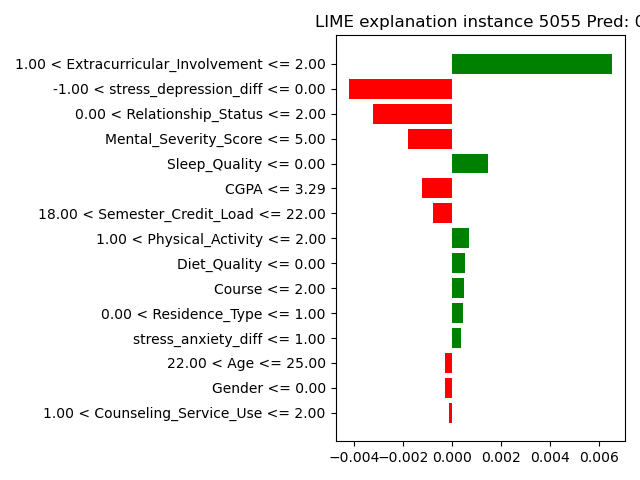 LIME explanation instance 5055 Pred: 0
1.00 < Extracurricular_Involvement <= 2.00
-1.00 < stress_depression_diff <= 0.00
0.00 < Relationship_Status <= 2.00
Mental_Severity_Score <= 5.00
Sleep_Quality <= 0.00
CGPA <= 3.29
18.00 < Semester_Credit_Load <= 22.00
1.00 < Physical_Activity <= 2.00
Diet_Quality <= 0.00
Course <= 2.00
0.00 < Residence_Type <= 1.00
stress_anxiety_diff <= 1.00
22.00 < Age <= 25.00
Gender <= 0.00
1.00 < Counseling_Service_Use <= 2.00
−0.004 −0.002 0.000 0.002 0.004 0.006